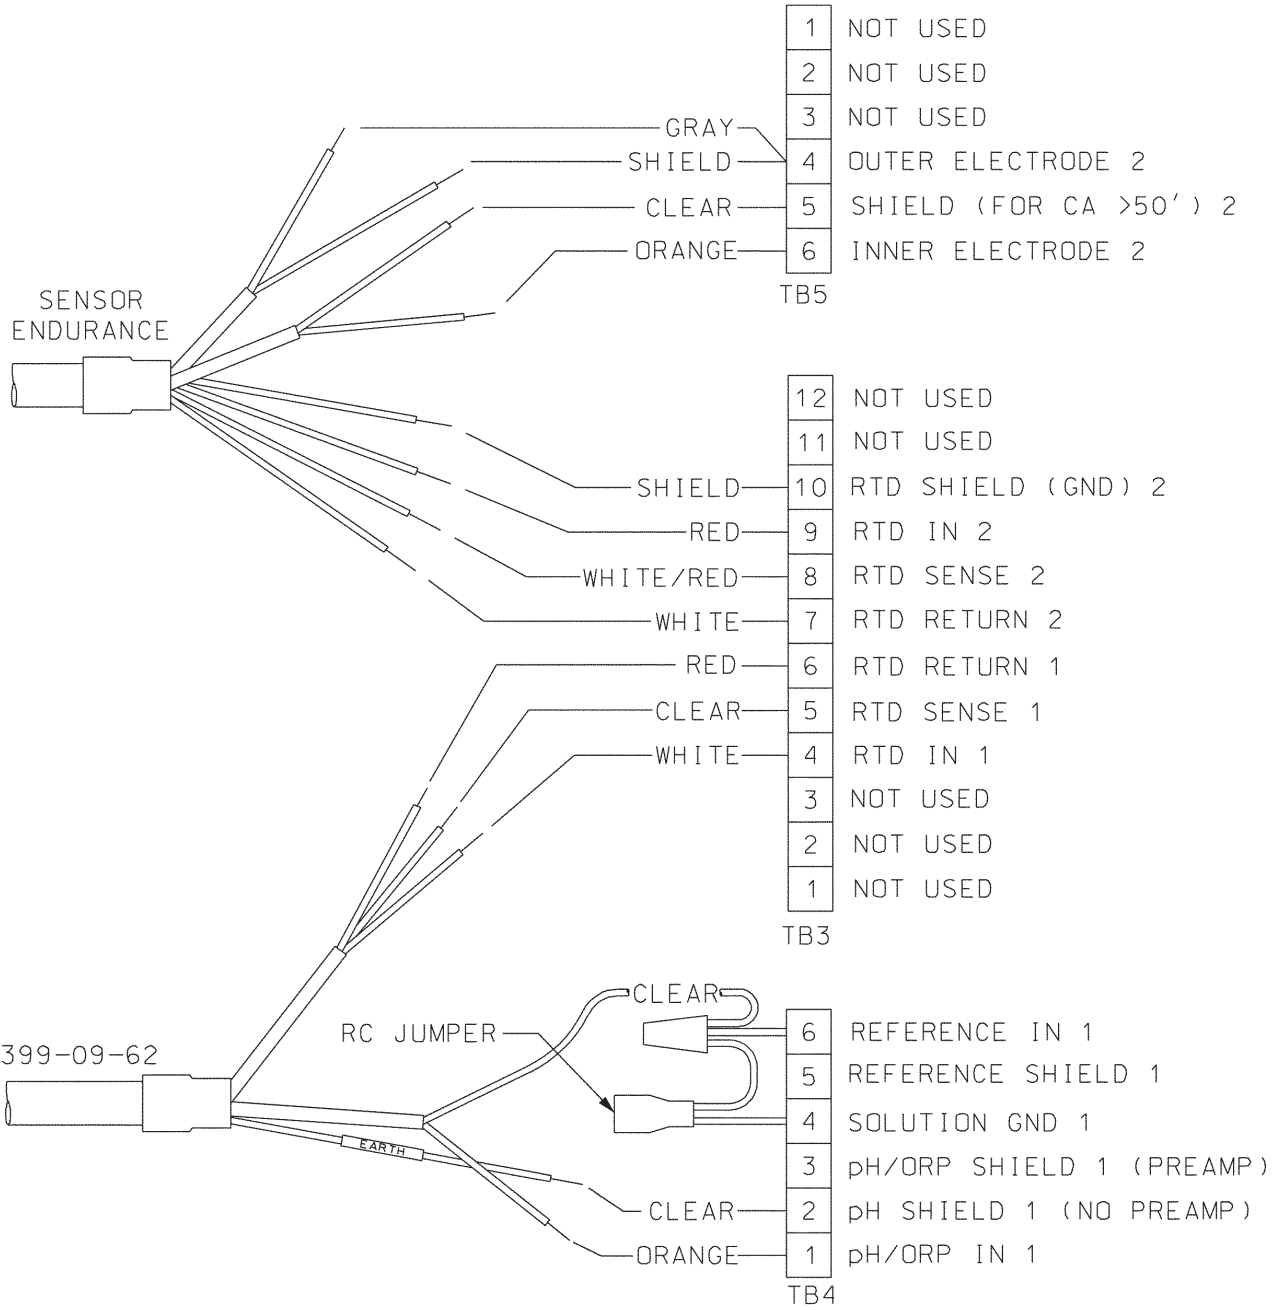 1 NOT USED
2 NOT USED
3 NOT USED
GRAY
SHIELD 4 OUTER ELECTRODE 2
CLEAR 5 SHIELD (FOR CA >50') 2
ORANGE 6 INNER ELECTRODE 2
TB5
SENSOR
ENDURANCE
12 NOT USED
11 NOT USED
SHIELD 10 RTD SHIELD (GND) 2
RED 9 RTD IN 2
WHITE/RED 8 RTD SENSE 2
WHITE 7 RTD RETURN 2
RED 6 RTD RETURN 1
CLEAR 5 RTD SENSE 1
WHITE 4 RTD IN 1
3 NOT USED
2 NOT USED
1 NOT USED
TB3
CLEAR
RC JUMPER
6 REFERENCE IN 1
399-09-62
5 REFERENCE SHIELD 1
4 SOLUTION GND 1
EARTH
3 pH/ORP SHIELD 1 (PREAMP)
CLEAR 2 pH SHIELD 1 (NO PREAMP)
ORANGE 1 pH/ORP IN 1
TB4